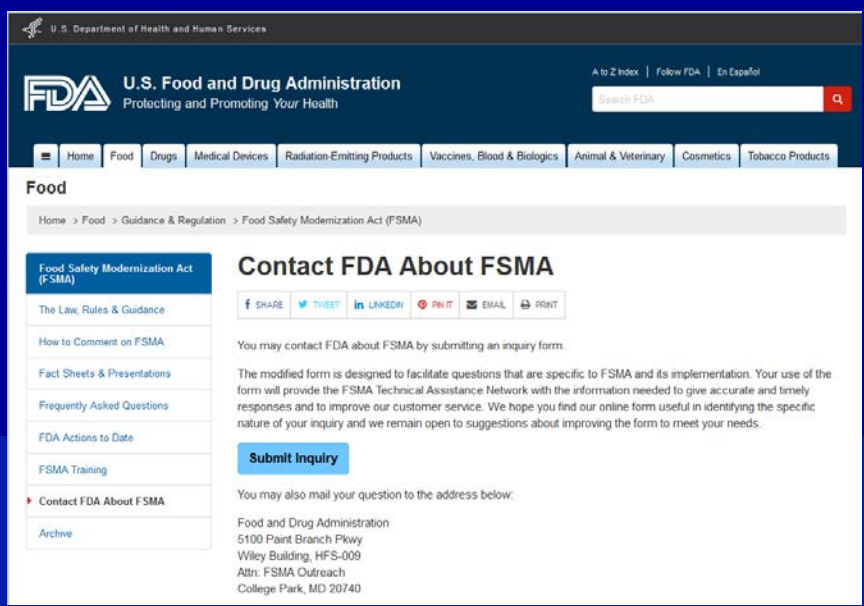 U.S. Department of Health and Human Services
A to Z Index | Follow FDA | En Español
FDA
U.S. Food and Drug Administration
Protecting and Promoting Your Health
Search FDA
Home Food Drugs Medical Devices Radiation-Emitting Products Vaccines, Blood & Biologics Animal & Veterinary Cosmetics Tobacco Products
Food
Home > Food > Guidance & Regulation > Food Safety Modernization Act (FSMA)
Food Safety Modernization Act
(FSMA)
The Law, Rules & Guidance
How to Comment on FSMA
Fact Sheets & Presentations
Frequently Asked Questions
FDA Actions to Date
FSMA Training
Contact FDA About FSMA
Archive
Contact FDA About FSMA
f SHARE TWEET in LINKEDIN PIN IT EMAIL PRINT
You may contact FDA about FSMA by submitting an inquiry form.
The modified form is designed to facilitate questions that are specific to FSMA and its implementation. Your use of the
form will provide the FSMA Technical Assistance Network with the information needed to give accurate and timely
responses and to improve our customer service. We hope you find our online form useful in identifying the specific
nature of your inquiry and we remain open to suggestions about improving the form to meet your needs.
Submit Inquiry
You may also mail your question to the address below:
Food and Drug Administration
5100 Paint Branch Pkwy
Wiley Building, HFS-009
Attn: FSMA Outreach
College Park, MD 20740